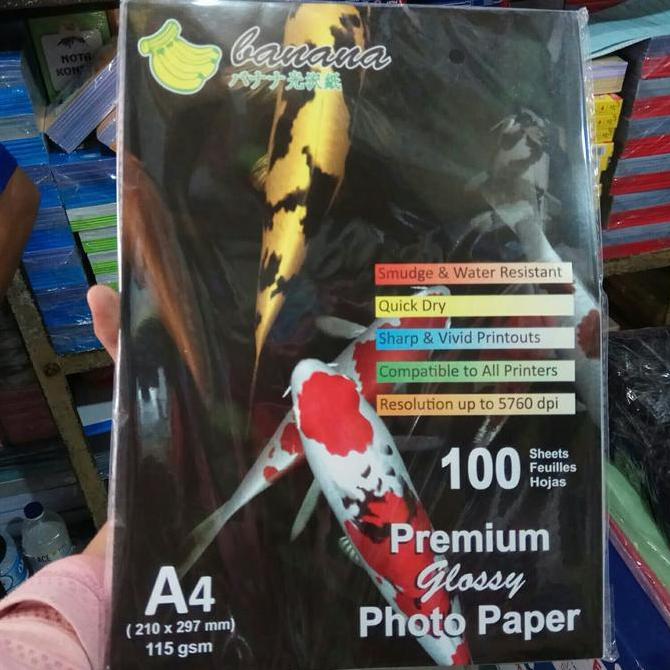 banana
バナナ光沢紙
Smudge & Water Resistant
Quick Dry
Sharp & Vivid Printouts
Compatible to All Printers
Resolution up to 5760 dpi
100
Sheets
Feuilles
Hojas
Premium
Glossy
Photo Paper
A4
( 210 x 297 mm)
115 gsm
NOTA